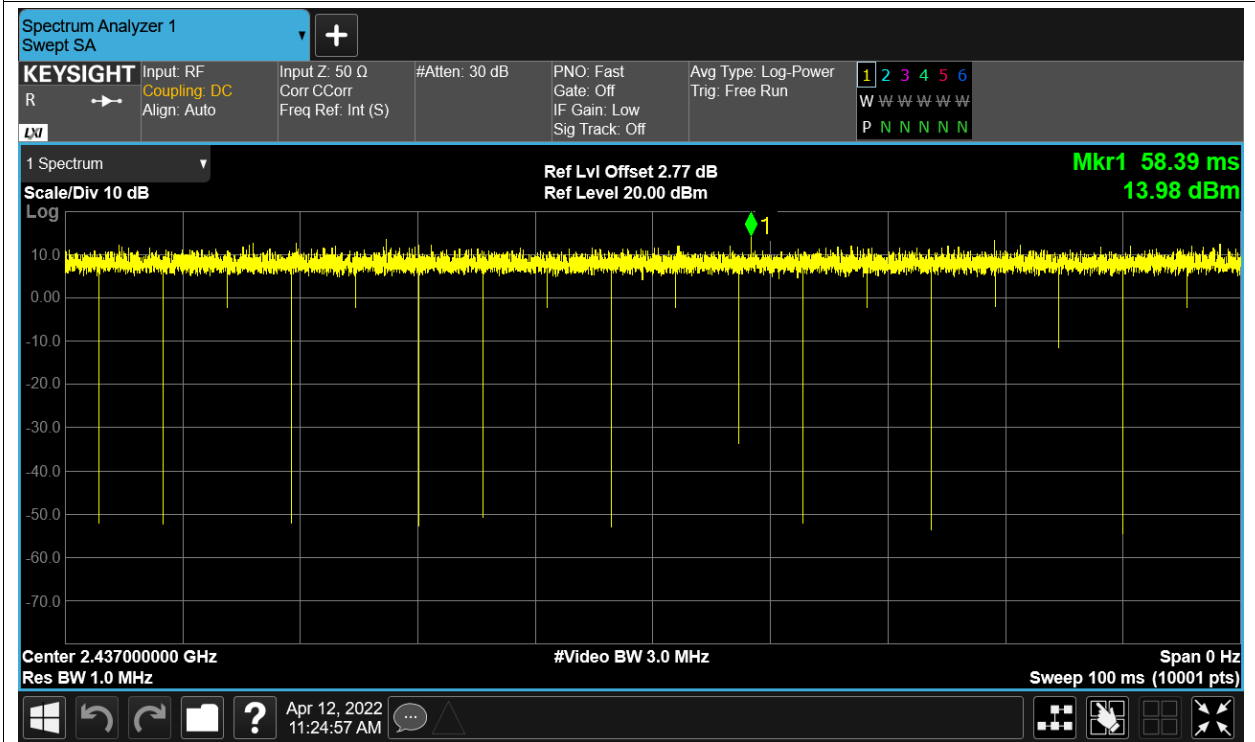 Spectrum Analyzer 1
Swept SA
+
KEYSIGHT
R
LXI
Input: RF
Coupling: DC
Align: Auto
Input Z: 50 Ω
Corr CCorr
Freq Ref: Int (S)
#Atten: 30 dB
PNO: Fast
Gate: Off
IF Gain: Low
Sig Track: Off
Avg Type: Log-Power
Trig: Free Run
1 2 3 4 5 6
W W W W W W
P N N N N N
1 Spectrum
Scale/Div 10 dB
Ref Lvl Offset 2.77 dB
Ref Level 20.00 dBm
Mkr1 58.39 ms
13.98 dBm
Log
1
10.0
0.00
-10.0
-20.0
-30.0
-40.0
-50.0
-60.0
-70.0
Center 2.437000000 GHz
#Video BW 3.0 MHz
Span 0 Hz
Res BW 1.0 MHz
Sweep 100 ms (10001 pts)
?
Apr 12, 2022
11:24:57 AM